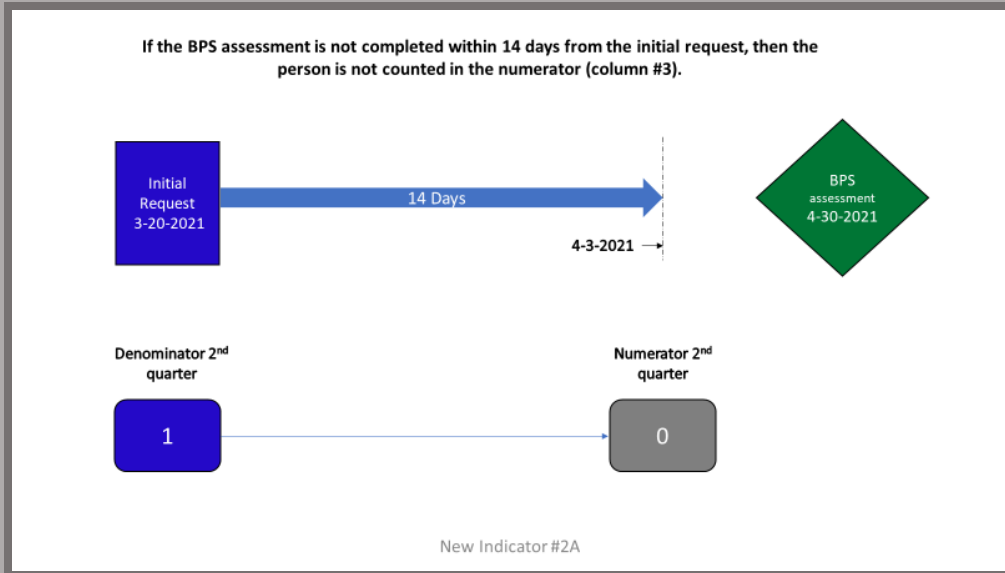 If the BPS assessment is not completed within 14 days from the initial request, then the
person is not counted in the numerator (column #3).
Initial
Request
3-20-2021
14 Days
4-3-2021
BPS
assessment
4-30-2021
Denominator 2nd
quarter
Numerator 2nd
quarter
1
0
New Indicator #2A